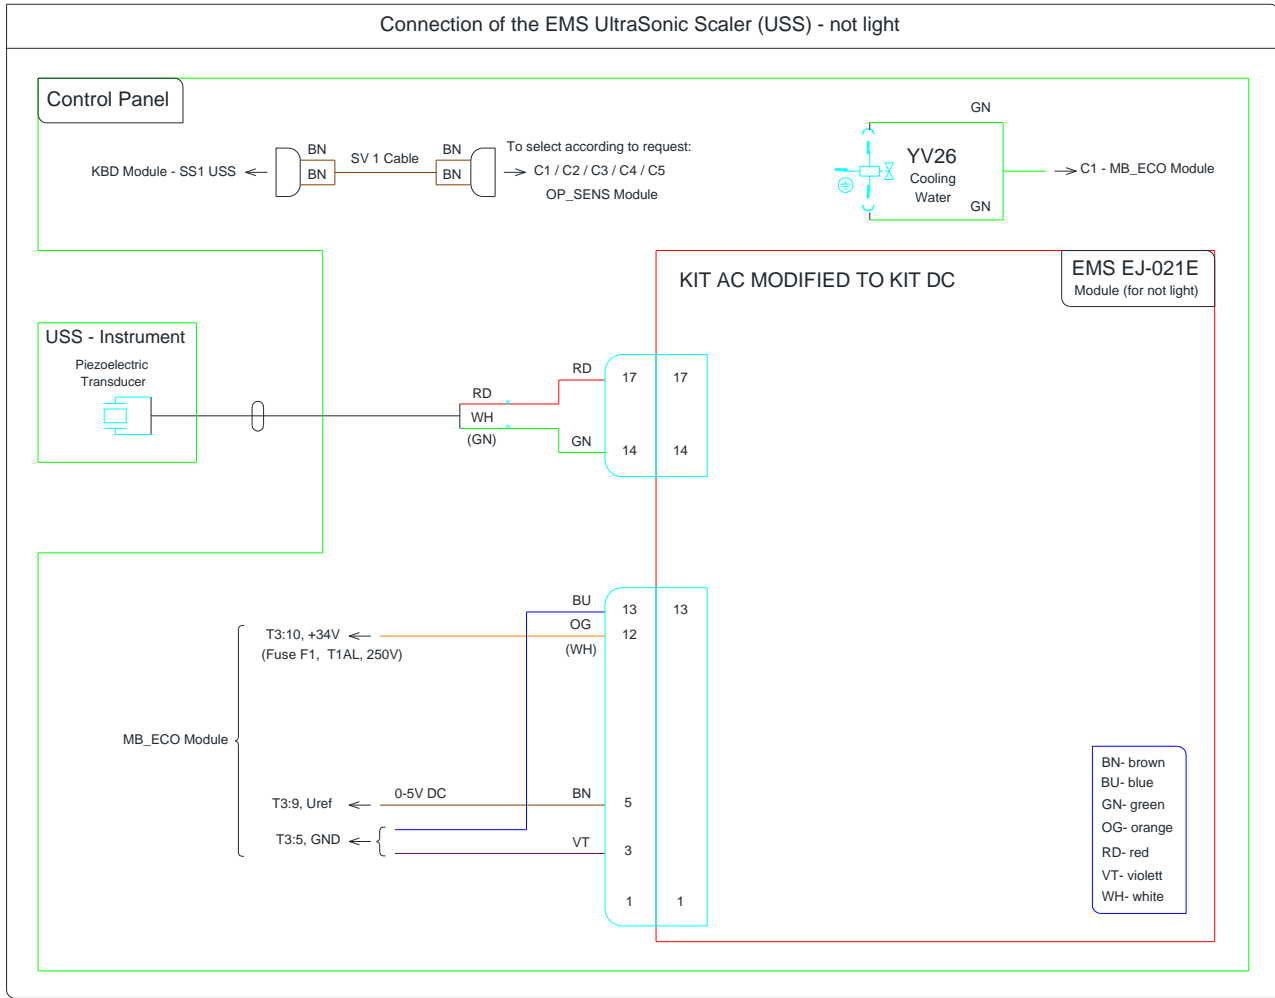 Connection of the EMS UltraSonic Scaler (USS) - not light
Control Panel
KBD Module - SS1 USS
BN
BN
SV 1 Cable
BN
BN
To select according to request:
C1 / C2 / C3 / C4 / C5
OP_SENS Module
GN
YV26
Cooling
Water
GN
C1 - MB_ECO Module
KIT AC MODIFIED TO KIT DC
EMS EJ-021E
Module (for not light)
USS - Instrument
Piezoelectric
Transducer
RD
WH
(GN)
RD
GN
17
17
14
14
BU
OG
(WH)
13
13
12
T3:10, +34V
(Fuse F1, T1AL, 250V)
MB_ECO Module
T3:9, Uref
0-5V DC
BN
5
T3:5, GND
VT
3
1
1
BN- brown
BU- blue
GN- green
OG- orange
RD- red
VT- violett
WH- white